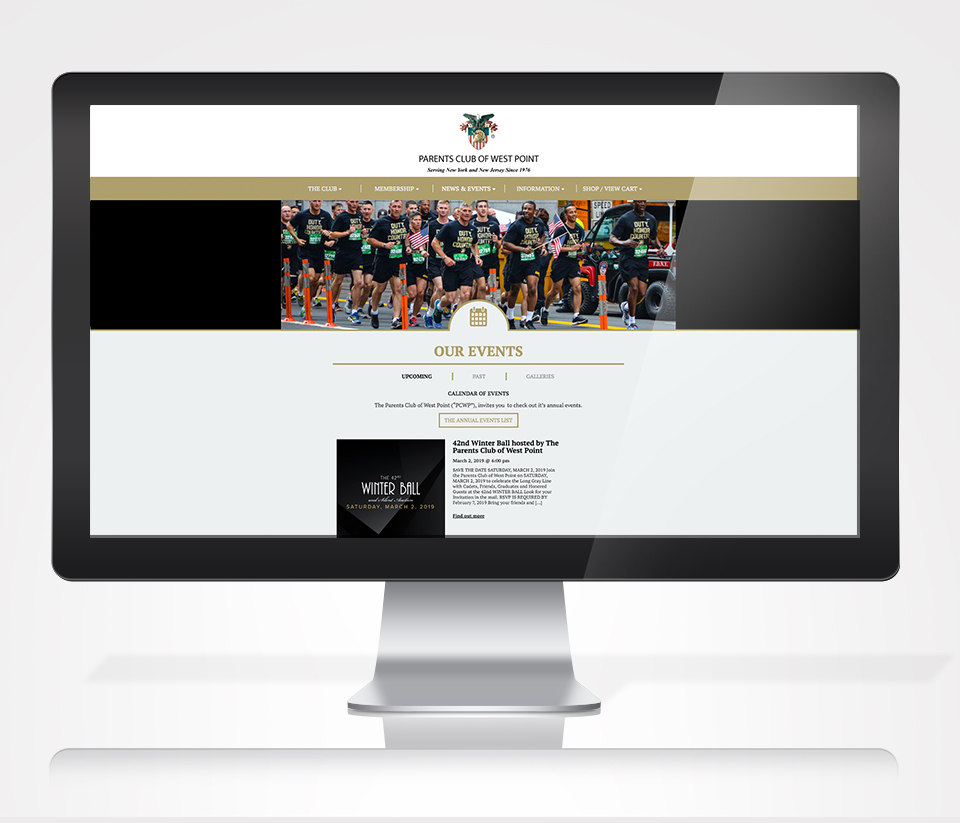 PARENTS CLUB OF WEST POINT
Serving New York and New Jersey Since 1976
THE CLUB
MEMBERSHIP
NEWS & EVENTS
INFORMATION
SHOP / VIEW CART
DUTY HONOR COUNTRY
SPEED
FDNY
OUR EVENTS
UPCOMING
PAST
GALLERIES
CALENDAR OF EVENTS
The Parents Club of West Point ("PCWP"), invites you to check out it's annual events.
THE ANNUAL EVENTS LIST
THE 42ND
WINTER BALL
and Silent Auction
SATURDAY, MARCH 2, 2019
42nd Winter Ball hosted by The
Parents Club of West Point
March 2, 2019 @ 6:00 pm
SAVE THE DATE SATURDAY, MARCH 2, 2019 Join
the Parents Club of West Point on SATURDAY,
MARCH 2, 2019 to celebrate the Long Gray Line
with Cadets, Friends, Graduates and Honored
Guests at the 42nd WINTER BALL Look for your
Invitation in the mail. RSVP IS REQUIRED BY
February 7, 2019 Bring your friends and [...]
Find out more